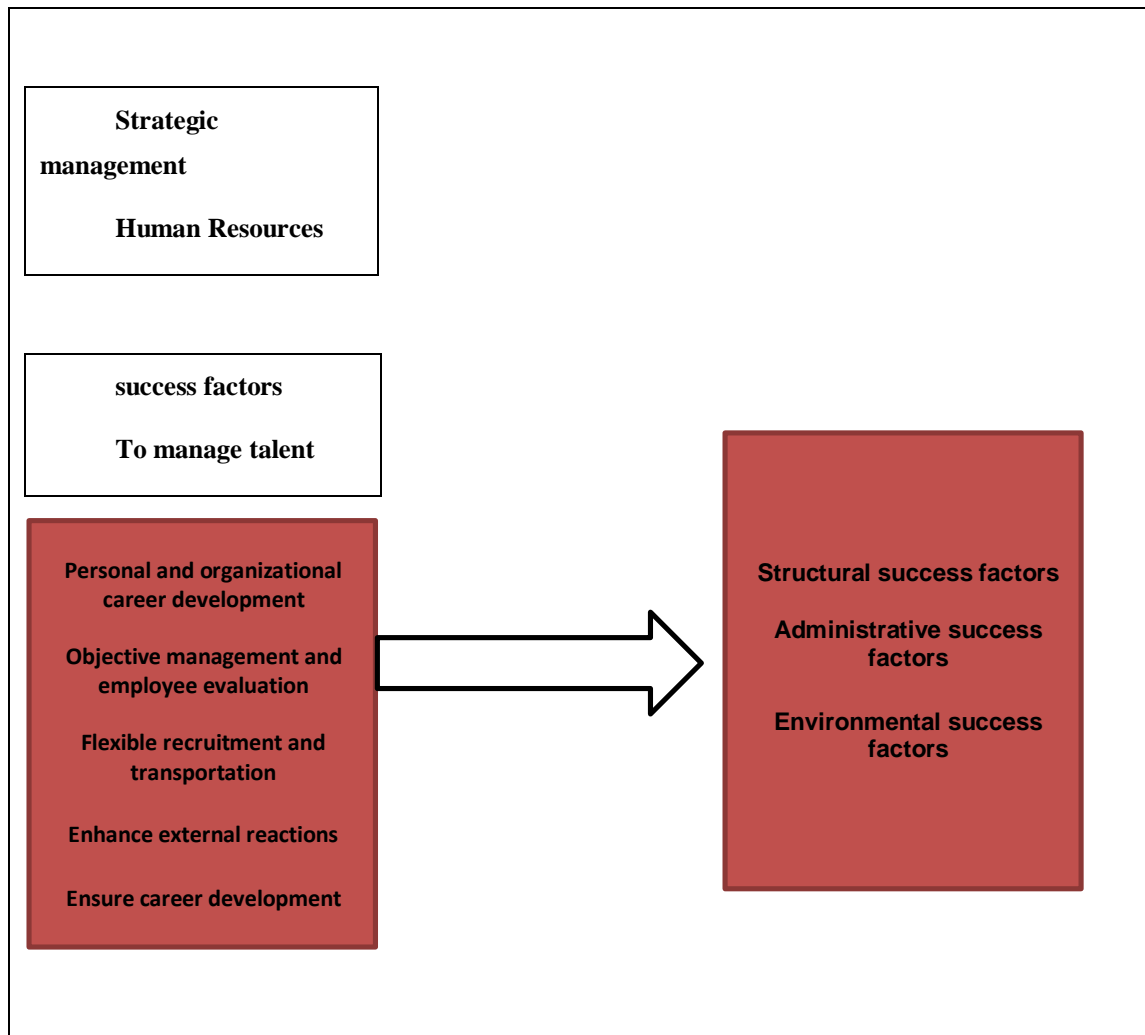 Strategic
management
Human Resources
success factors
To manage talent
Personal and organizational
career development
Objective management and
employee evaluation
Flexible recruitment and
transportation
Enhance external reactions
Ensure career development
Structural success factors
Administrative success
factors
Environmental success
factors